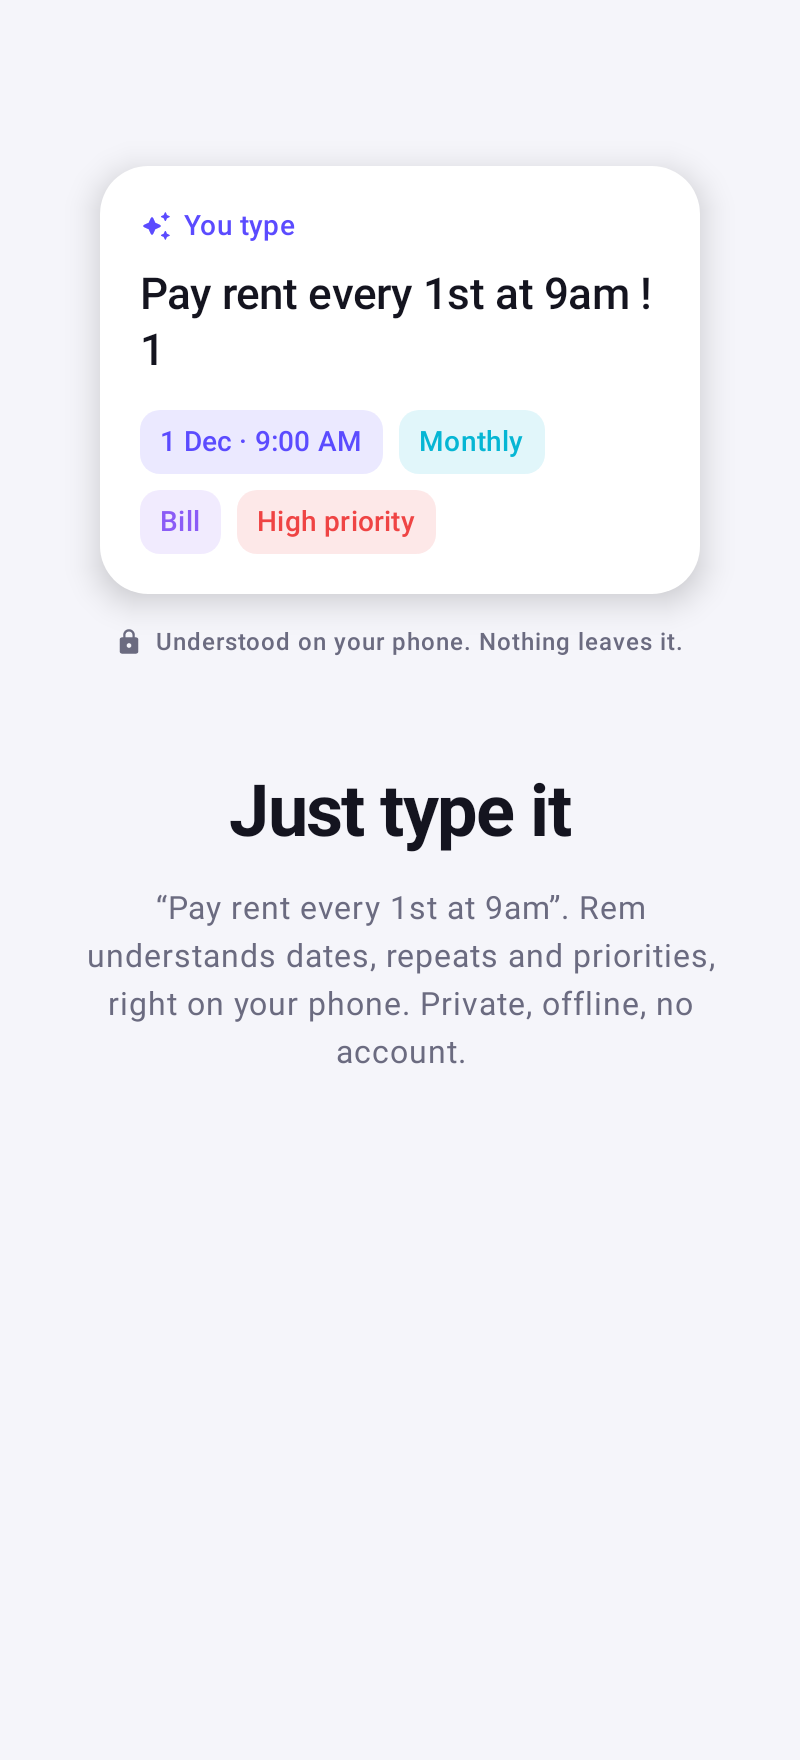 You type
Pay rent every 1st at 9am !
1
1 Dec · 9:00 AM
Monthly
Bill
High priority
Understood on your phone. Nothing leaves it.
Just type it
“Pay rent every 1st at 9am”. Rem
understands dates, repeats and priorities,
right on your phone. Private, offline, no
account.